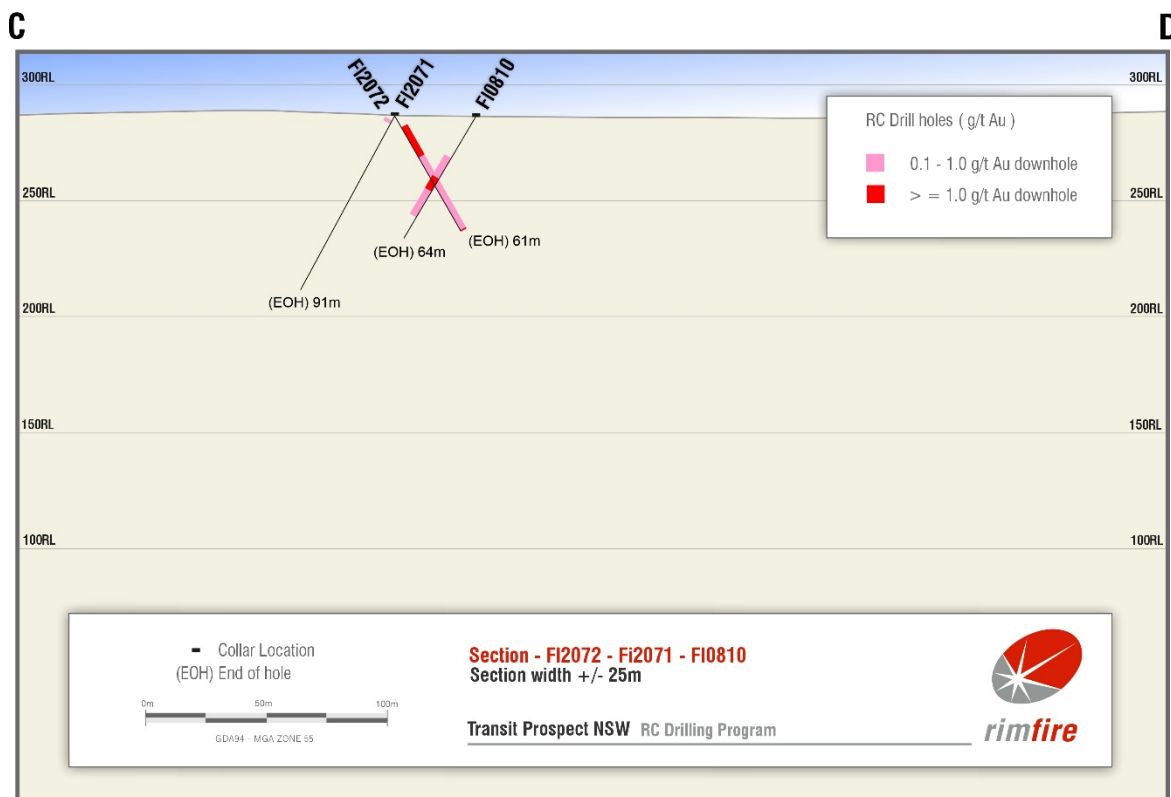 C
D
300RL
300RL
FI2072
FI2071
FI0810
RC Drill holes ( g/t Au )
0.1 - 1.0 g/t Au downhole
> = 1.0 g/t Au downhole
250RL
250RL
(EOH) 64m
(EOH) 61m
(EOH) 91m
200RL
200RL
150RL
150RL
100RL
100RL
Collar Location
(EOH) End of hole
0m 50m 100m
GDA94 - MGA ZONE 55
Section - FI2072 - Fi2071 - FI0810
Section width +/- 25m
Transit Prospect NSW RC Drilling Program
rimfire